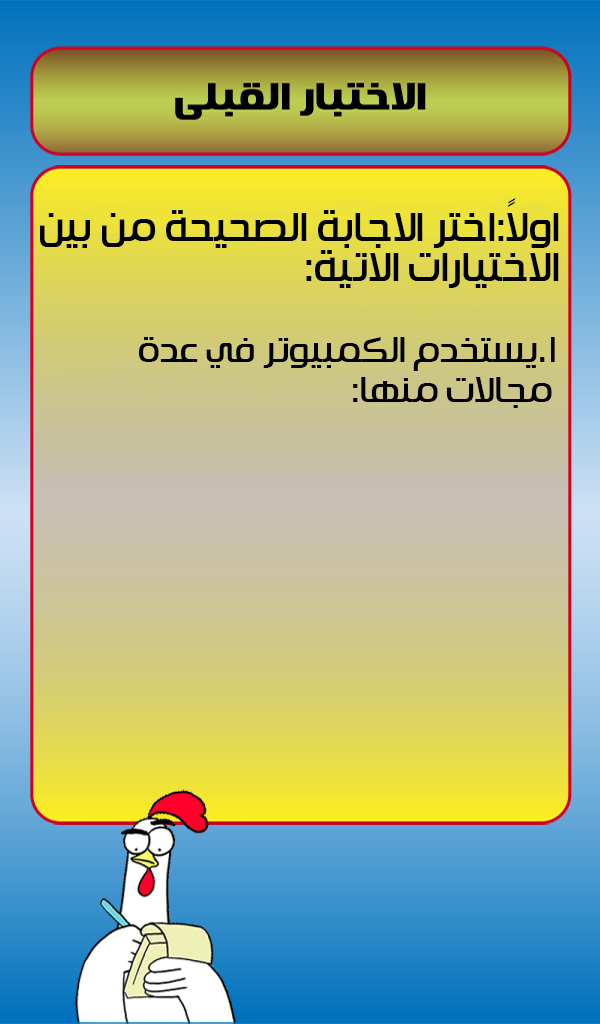 الاختبار القبلى
اولاً:اختر الاجابة الصحيحة من بين
الاختيارات الاتية:
١.يستخدم الكمبيوتر في عدة
مجالات منها: